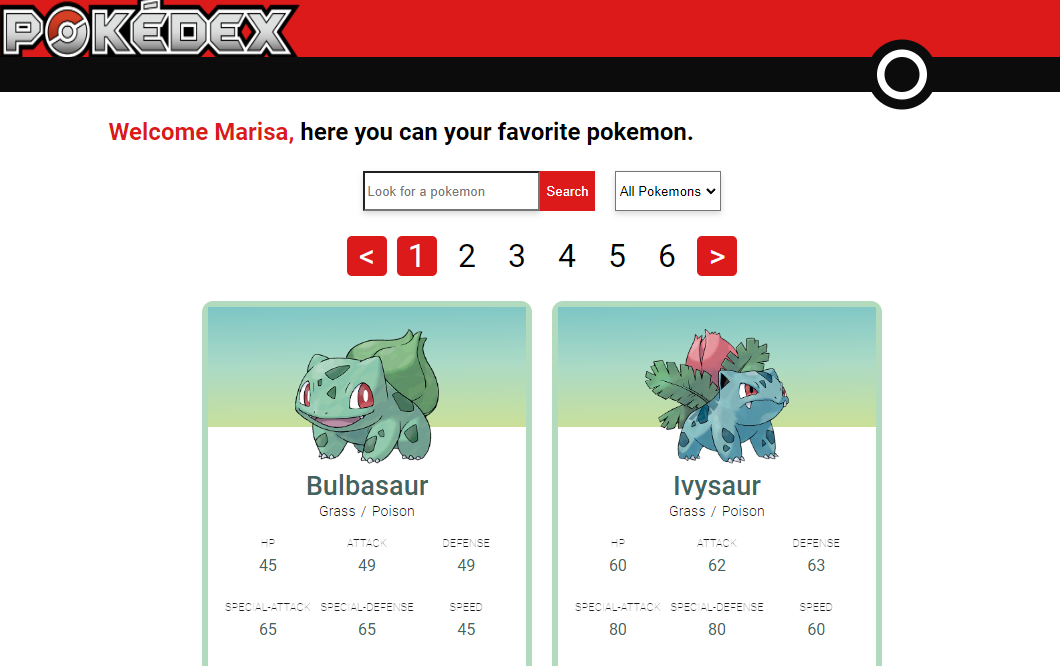 POKÉDEX
Welcome Marisa, here you can your favorite pokemon.
Look for a pokemon Search All Pokemons
< 1 2 3 4 5 6 >
Bulbasaur
Grass / Poison
HP ATTACK DEFENSE
45 49 49
SPECIAL-ATTACK SPECIAL-DEFENSE SPEED
65 65 45
Ivysaur
Grass / Poison
HP ATTACK DEFENSE
60 62 63
SPECIAL-ATTACK SPECIAL-DEFENSE SPEED
80 80 60